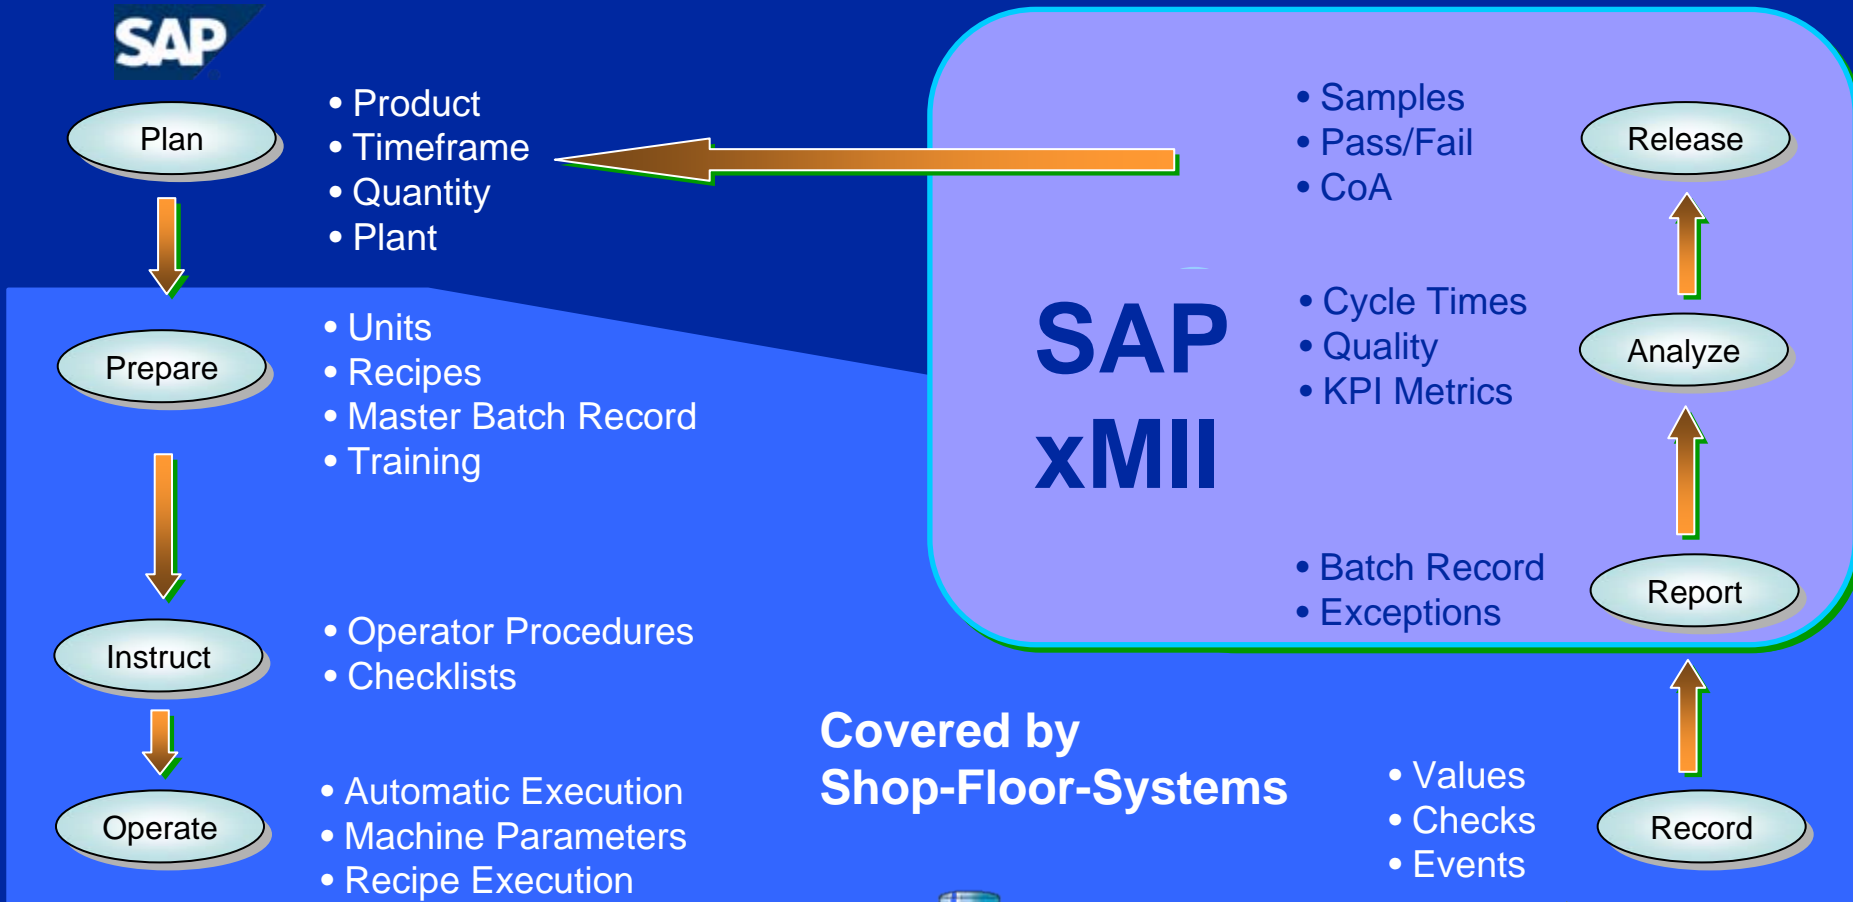 SAP
Plan
• Product
• Timeframe
• Quantity
• Plant
Prepare
• Units
• Recipes
• Master Batch Record
• Training
Instruct
• Operator Procedures
• Checklists
Operate
• Automatic Execution
• Machine Parameters
• Recipe Execution
SAP
xMII
Covered by
Shop-Floor-Systems
• Samples
• Pass/Fail
• CoA
Release
• Cycle Times
• Quality
• KPI Metrics
Analyze
• Batch Record
• Exceptions
Report
• Values
• Checks
• Events
Record